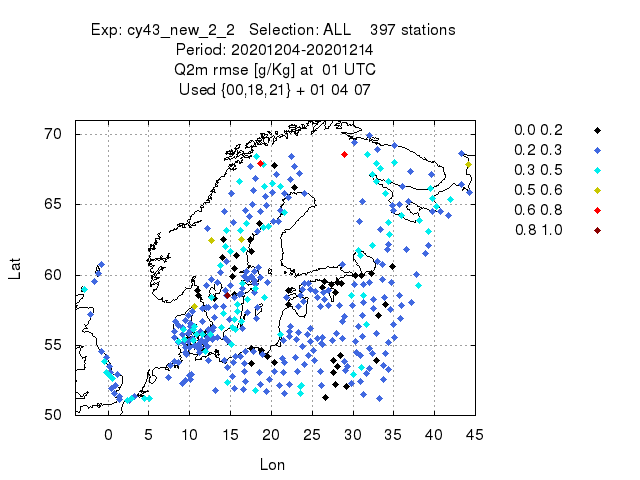 Exp: cy43_new_2_2 Selection: ALL 397 stations
Period: 20201204-20201214
Q2m rmse [g/Kg] at 01 UTC
Used {00,18,21} + 01 04 07
0.0 0.2
0.2 0.3
0.3 0.5
0.5 0.6
0.6 0.8
0.8 1.0
70
65
60
55
50
Lat
0 5 10 15 20 25 30 35 40 45
Lon